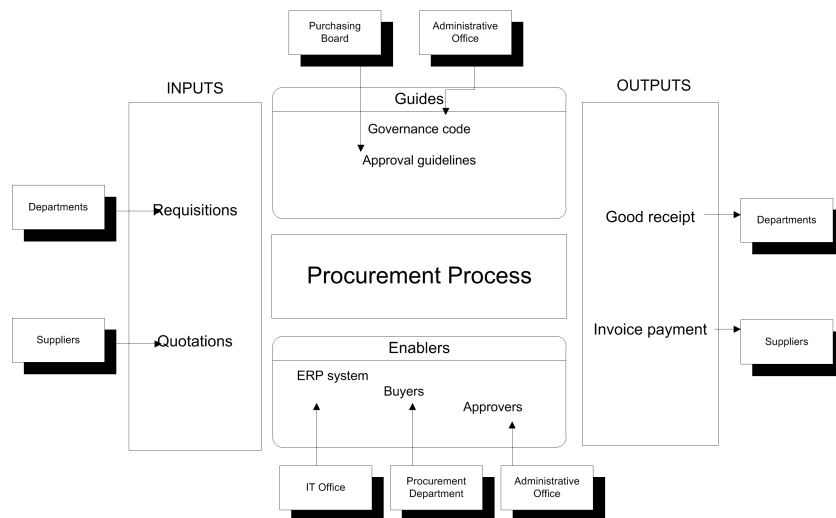 Purchasing
Board
Administrative
Office
INPUTS
OUTPUTS
Guides
Governance code
Approval guidelines
Departments
Requisitions
Good receipt
Departments
Procurement Process
Suppliers
Quotations
Invoice payment
Suppliers
Enablers
ERP system
Buyers
Approvers
IT Office
Procurement
Department
Administrative
Office